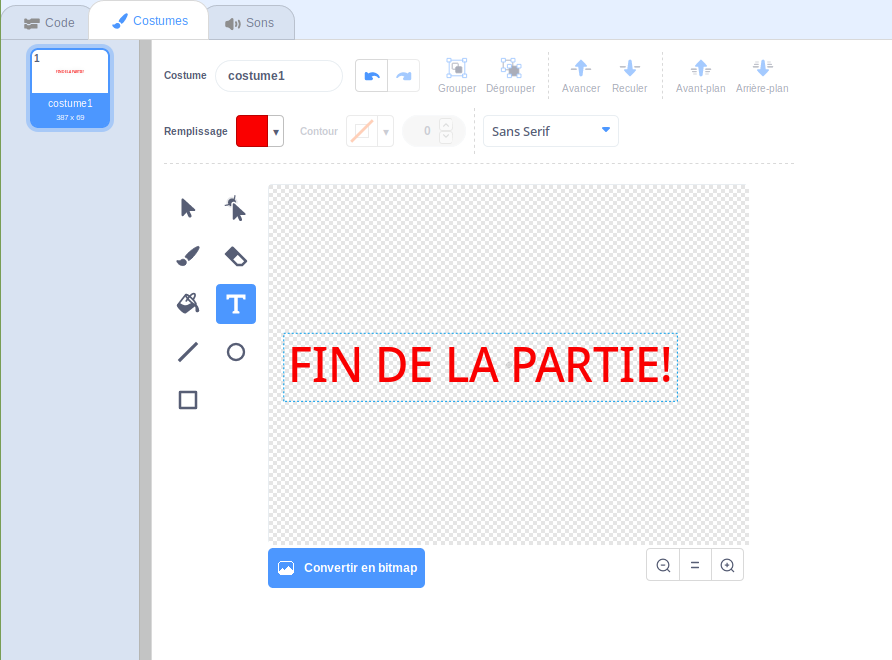 Code
Costumes
Sons
1
FIN DE LA PARTIE!
costume1
387 x 69
Costume
costume1
Grouper
Dégrouper
Avancer
Reculer
Avant-plan
Arrière-plan
Remplissage
Contour
0
Sans Serif
T
FIN DE LA PARTIE!
Convertir en bitmap